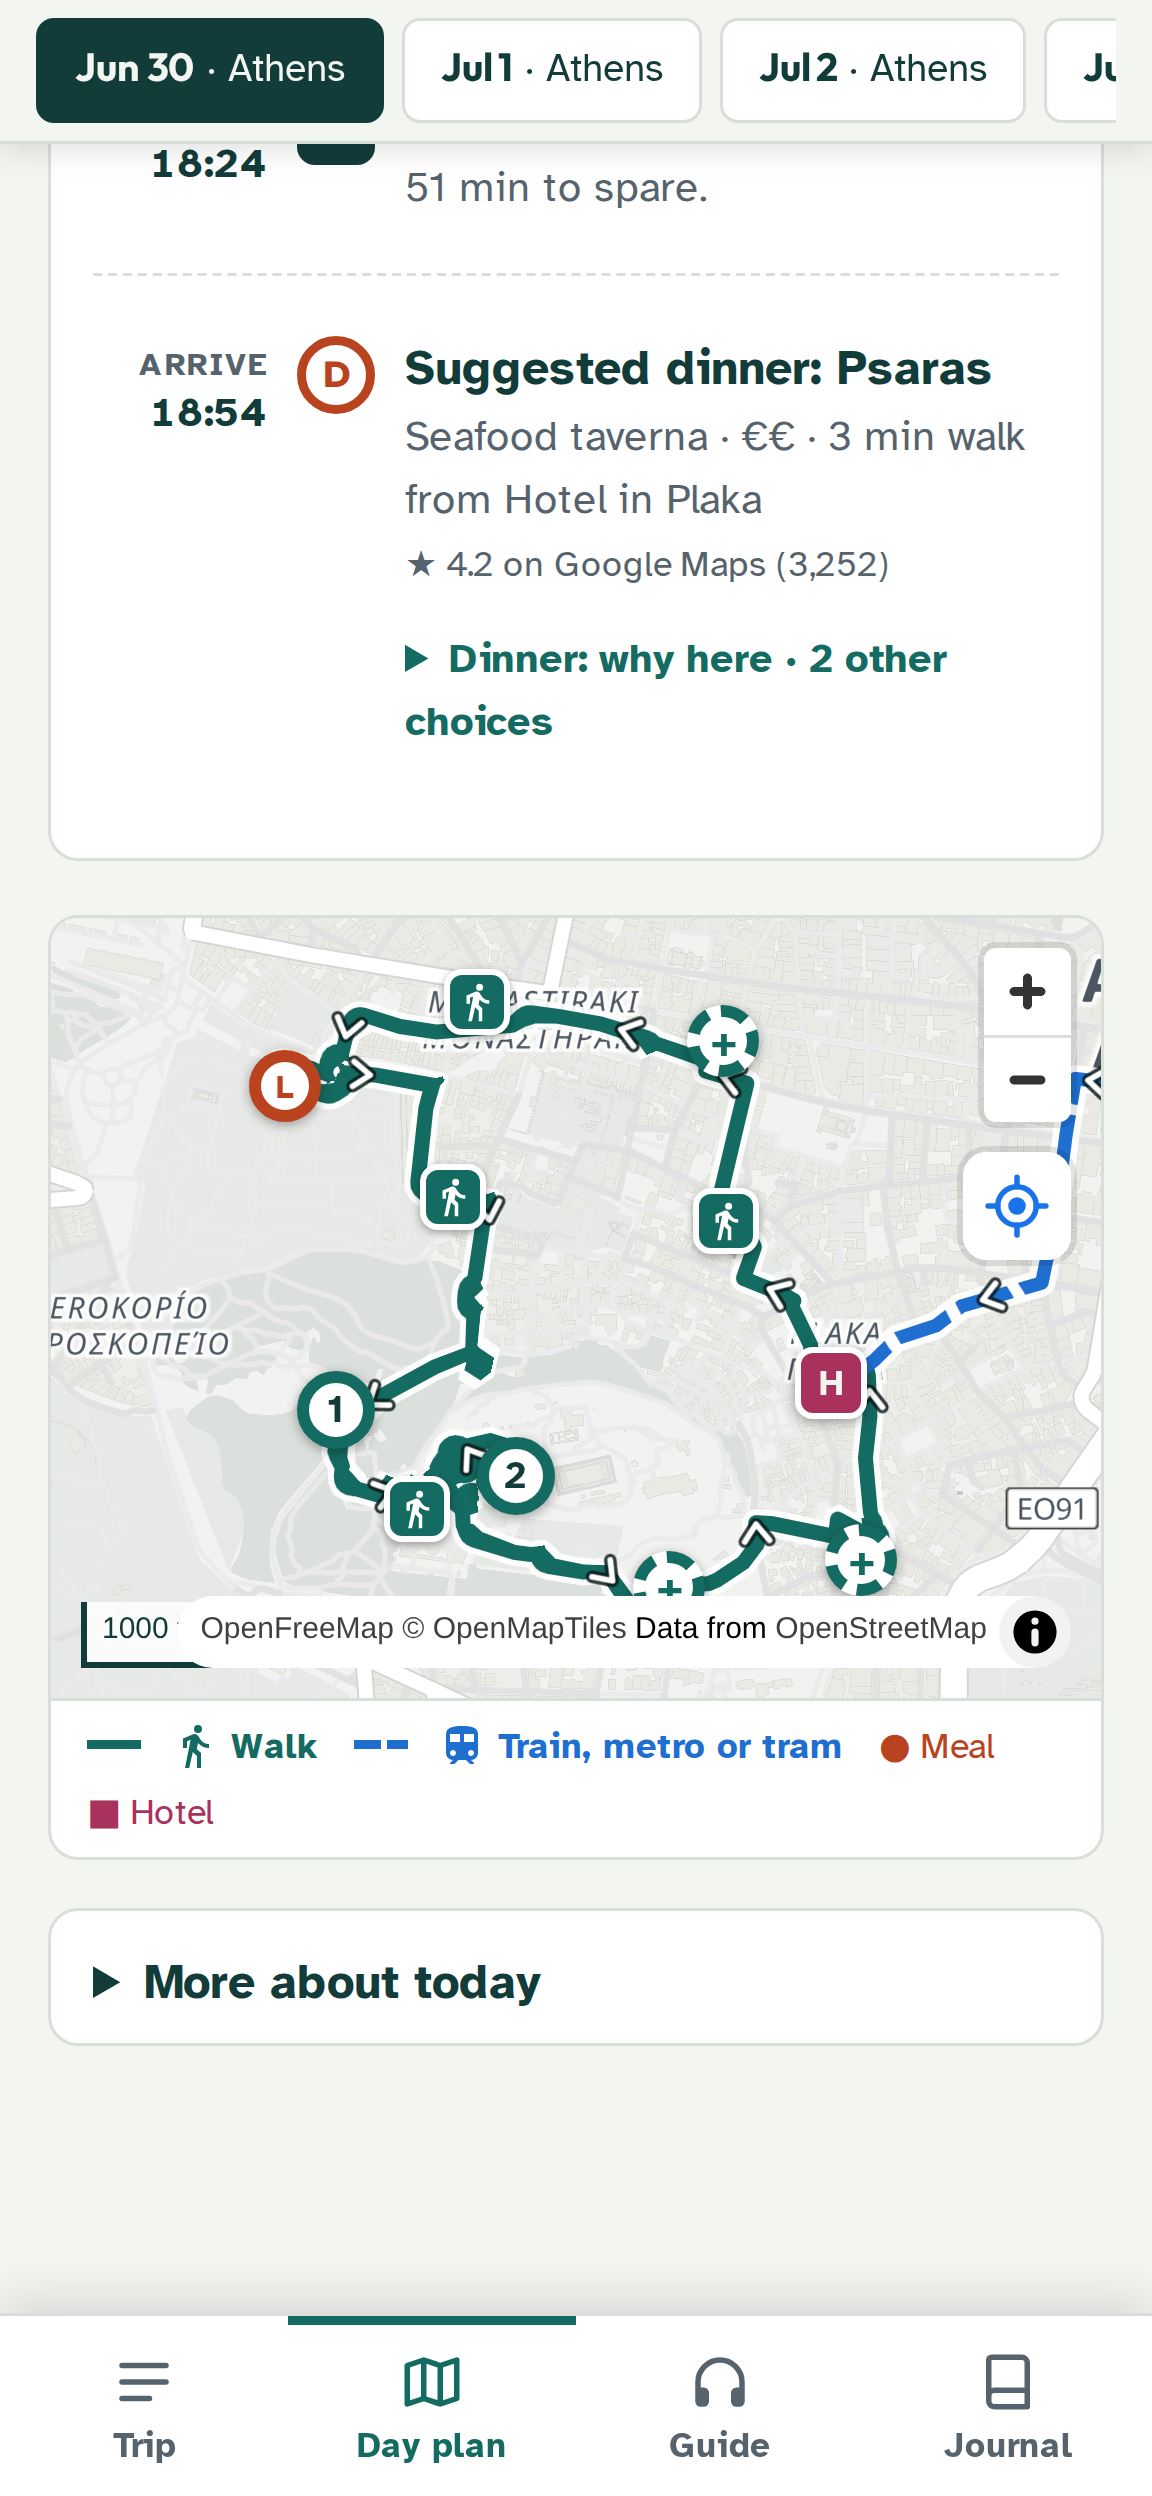 Jun 30 · Athens
Jul 1 · Athens
Jul 2 · Athens
18:24
51 min to spare.
ARRIVE
18:54
D
Suggested dinner: Psaras
Seafood taverna · €€ · 3 min walk
from Hotel in Plaka
★ 4.2 on Google Maps (3,252)
▶ Dinner: why here · 2 other
choices
+
−
L
H
1
2
EO91
1000
OpenFreeMap © OpenMapTiles Data from OpenStreetMap
Walk
Train, metro or tram
Meal
Hotel
▶ More about today
Trip
Day plan
Guide
Journal